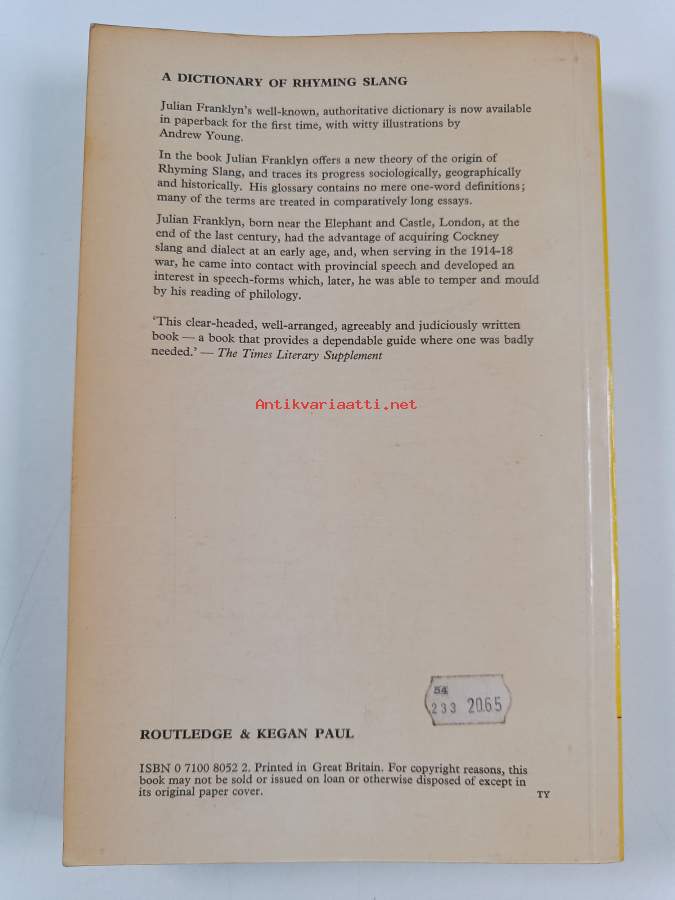 A DICTIONARY OF RHYMING SLANG
Julian Franklyn's well-known, authoritative dictionary is now available
in paperback for the first time, with witty illustrations by
Andrew Young.
In the book Julian Franklyn offers a new theory of the origin of
Rhyming Slang, and traces its progress sociologically, geographically
and historically. His glossary contains no mere one-word definitions;
many of the terms are treated in comparatively long essays.
Julian Franklyn, born near the Elephant and Castle, London, at the
end of the last century, had the advantage of acquiring Cockney
slang and dialect at an early age, and, when serving in the 1914-18
war, he came into contact with provincial speech and developed an
interest in speech-forms which, later, he was able to temper and mould
by his reading of philology.
'This clear-headed, well-arranged, agreeably and judiciously written
book — a book that provides a dependable guide where one was badly
needed.' — The Times Literary Supplement
Antikvariaatti.net
54
233 20.65
ROUTLEDGE & KEGAN PAUL
ISBN 0 7100 8052 2. Printed in Great Britain. For copyright reasons, this
book may not be sold or issued on loan or otherwise disposed of except in
its original paper cover.
TY